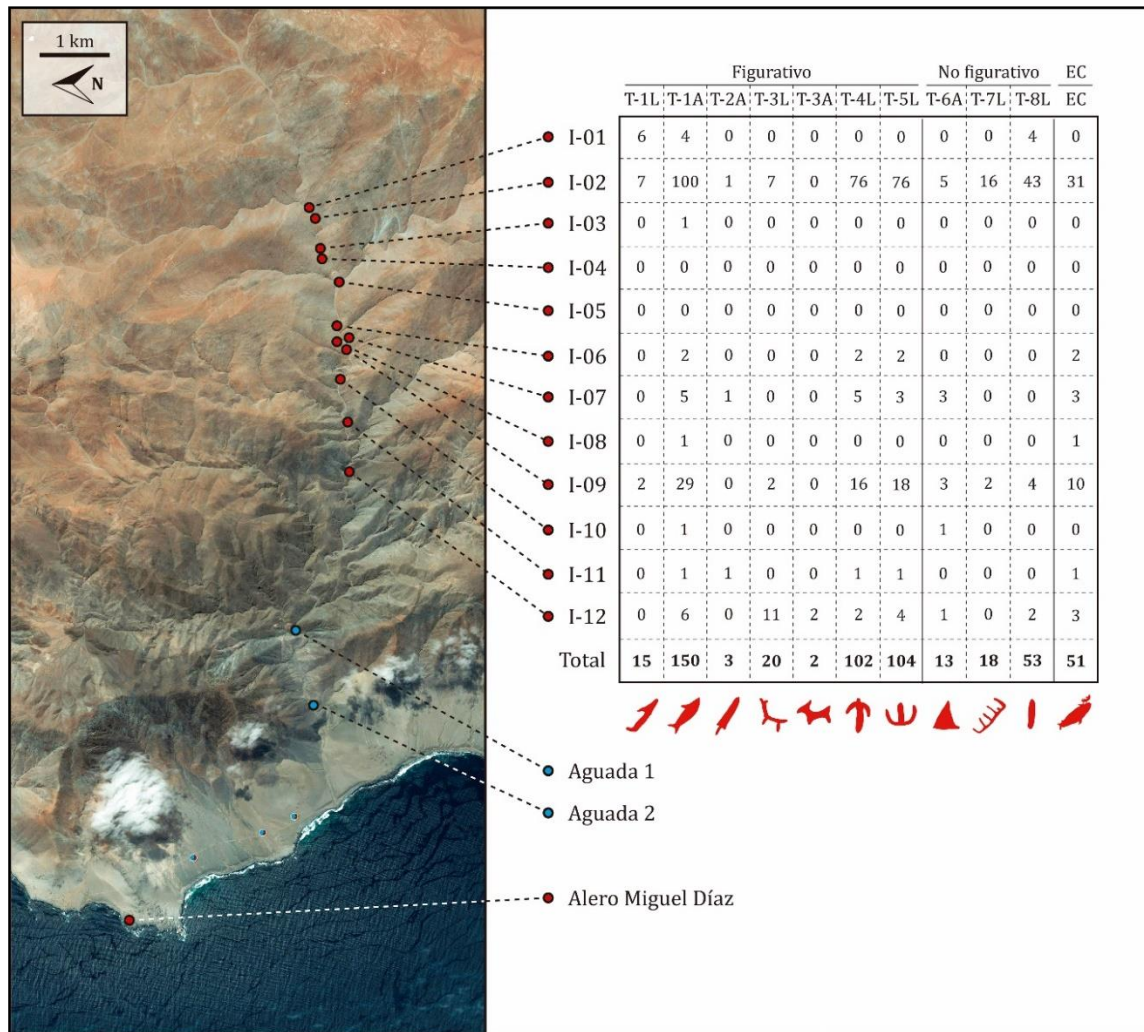 1 km
N
Figurativo No figurativo EC
T-1L T-1A T-2A T-3L T-3A T-4L T-5L T-6A T-7L T-8L EC
I-01 6 4 0 0 0 0 0 0 0 4 0
I-02 7 100 1 7 0 76 76 5 16 43 31
I-03 0 1 0 0 0 0 0 0 0 0 0
I-04 0 0 0 0 0 0 0 0 0 0 0
I-05 0 0 0 0 0 0 0 0 0 0 0
I-06 0 2 0 0 0 2 2 0 0 0 2
I-07 0 5 1 0 0 5 3 3 0 0 3
I-08 0 1 0 0 0 0 0 0 0 0 1
I-09 2 29 0 2 0 16 18 3 2 4 10
I-10 0 1 0 0 0 0 0 1 0 0 0
I-11 0 1 1 0 0 1 1 0 0 0 1
I-12 0 6 0 11 2 2 4 1 0 2 3
Total 15 150 3 20 2 102 104 13 18 53 51
Aguada 1
Aguada 2
Alero Miguel Díaz